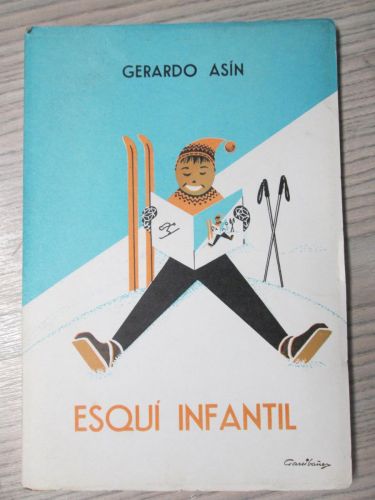 GERARDO ASÍN
ESQUÍ INFANTIL